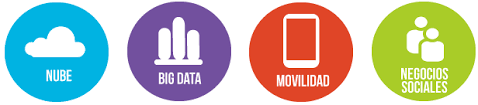 NUBE
BIG DATA
MOVILIDAD
NEGOCIOS
SOCIALES